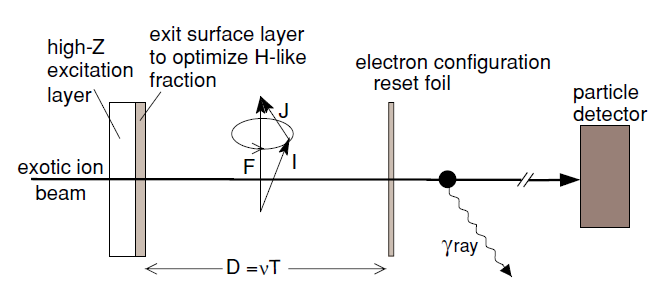 high-Z
excitation
layer
exit surface layer
to optimize H-like
fraction
electron configuration
reset foil
particle
detector
exotic ion
beam
J
F
I
γray
D =vT